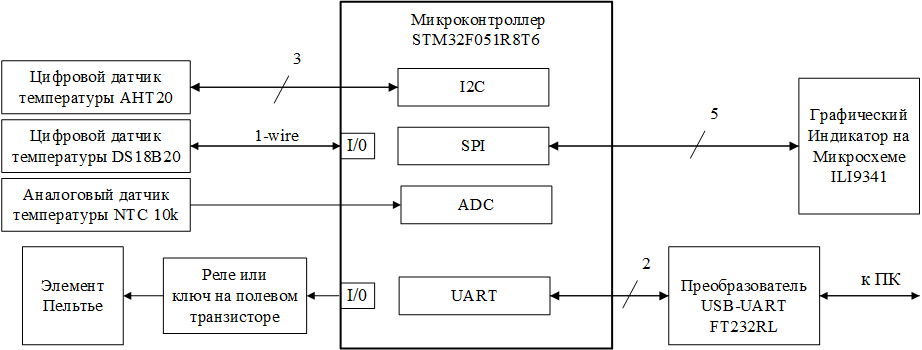 Микроконтроллер
STM32F051R8T6
3
Цифровой датчик
температуры AHT20
I2C
5
Графический
Индикатор на
Микросхеме
ILI9341
Цифровой датчик
температуры DS18B20
1-wire
I/0
SPI
Аналоговый датчик
температуры NTC 10k
ADC
Элемент
Пельтье
Реле или
ключ на полевом
транзисторе
I/0
UART
2
Преобразователь
USB-UART
FT232RL
к ПК